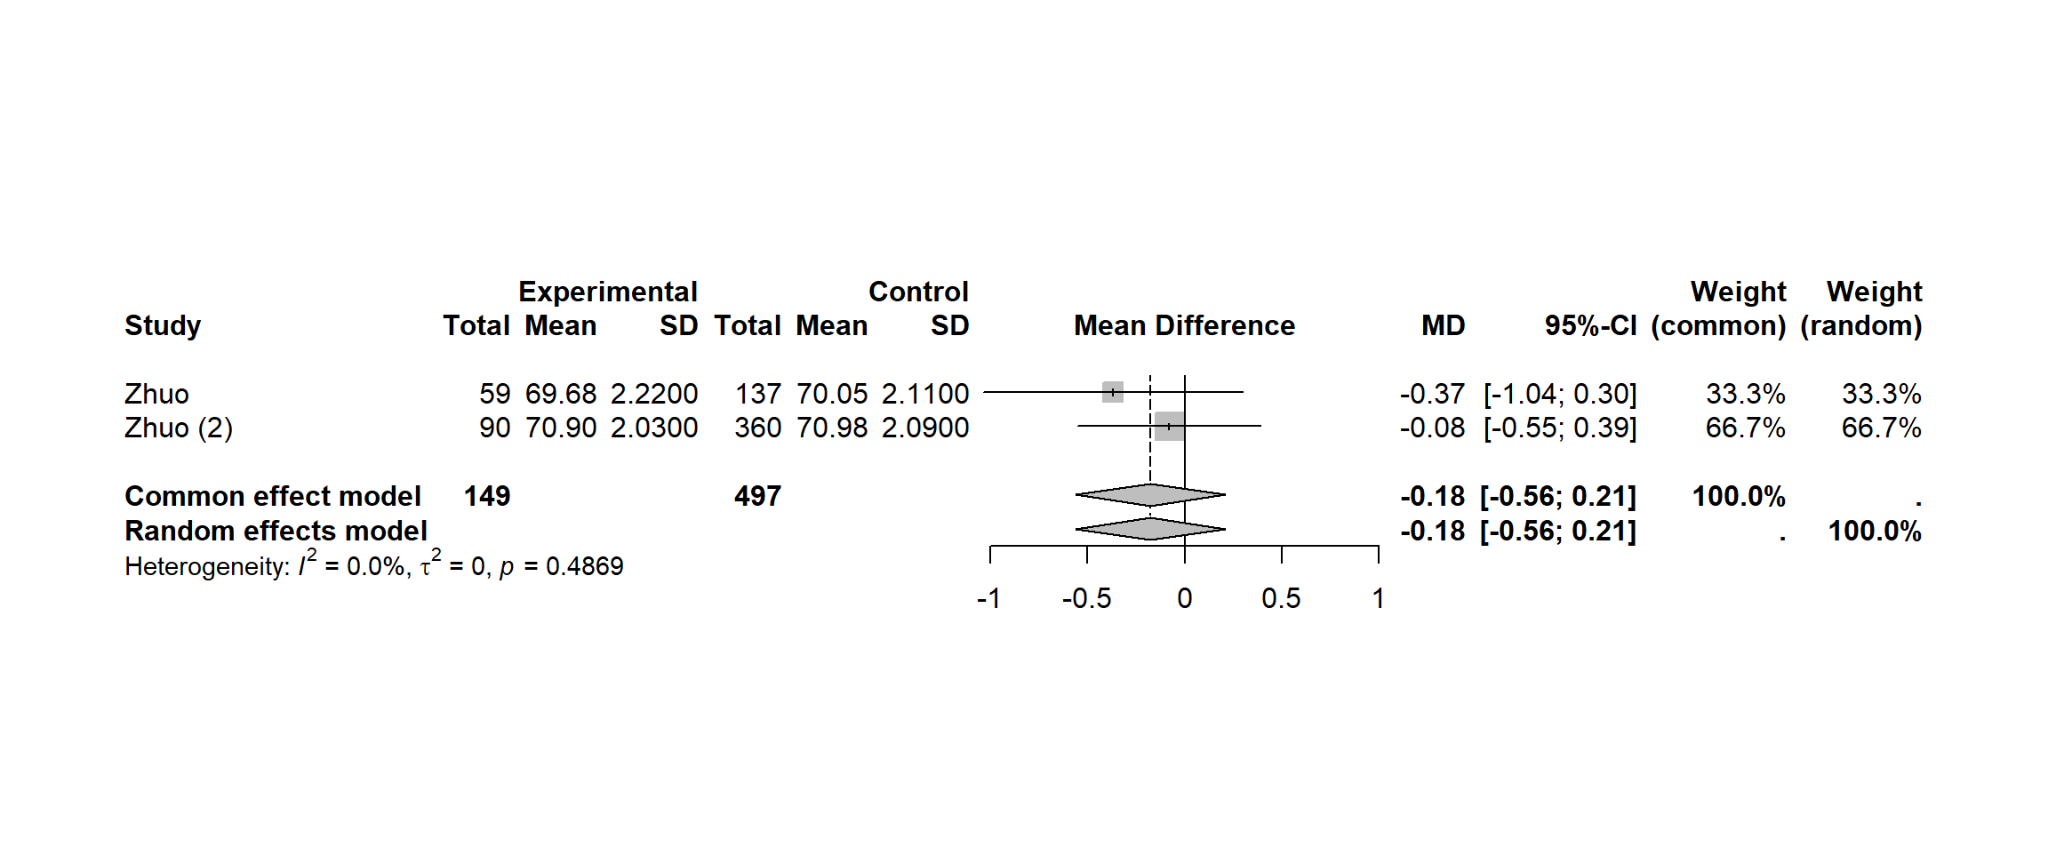 Experimental Control Weight Weight
Study Total Mean SD Total Mean SD Mean Difference MD 95%-CI (common) (random)
Zhuo 59 69.68 2.2200 137 70.05 2.1100 -0.37 [-1.04; 0.30] 33.3% 33.3%
Zhuo (2) 90 70.90 2.0300 360 70.98 2.0900 -0.08 [-0.55; 0.39] 66.7% 66.7%
Common effect model 149 497 -0.18 [-0.56; 0.21] 100.0% .
Random effects model -0.18 [-0.56; 0.21] . 100.0%
Heterogeneity: I² = 0.0%, τ² = 0, p = 0.4869
-1 -0.5 0 0.5 1